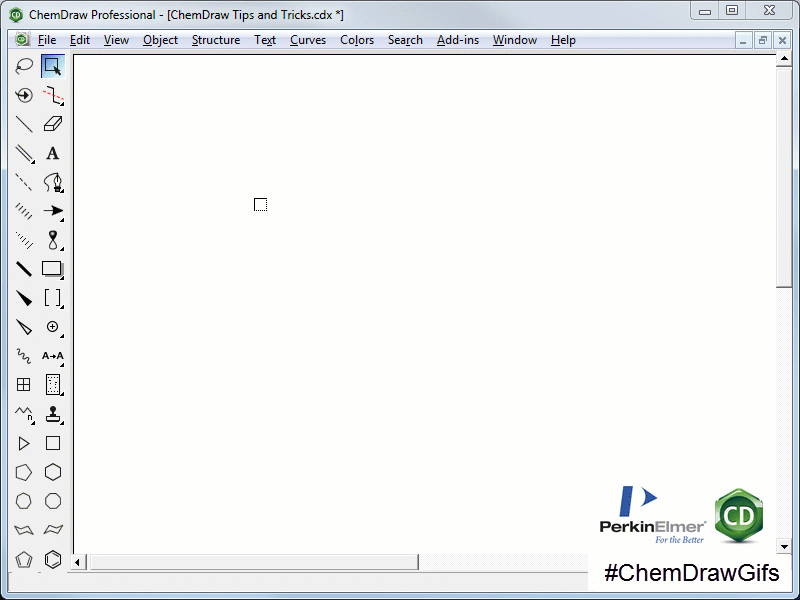 ChemDraw Professional - [ChemDraw Tips and Tricks.cdx *]
File Edit View Object Structure Text Curves Colors Search Add-ins Window Help
A
A→A
n
PerkinElmer
For the Better
CD
#ChemDrawGifs